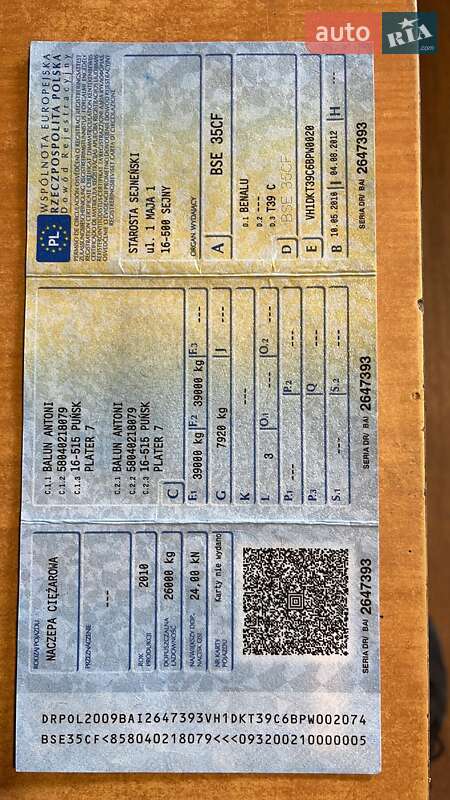 auto RIA .com
WSPÓLNOTA EUROPEJSKA
RZECZPOSPOLITA POLSKA
Dowód Rejestracyjny
PL
STAROSTA SEJNEŃSKI
ul. 1 MAJA 1
16-500 SEJNY
ORGAN WYDAJĄCY
A BSE 35CF
D.1 BENALU
D.2 ---
D.3 T39 C
D BSE 35CF
E VH1DKT39C6BPW0020
B 10.05.2010 I 04.08.2012 H ---
SERIA DR/ BAI 2647393
C.1.1 BALUN ANTONI
C.1.2 58040218079
C.1.3 16-515 PUŃSK
PLATER 7
C.2.1 BALUN ANTONI
C.2.2 58040218079
C.2.3 16-515 PUŃSK
PLATER 7
C
F.1 39000 kg F.2 39000 kg F.3 ---
G 7920 kg J ---
K ---
L 3 O.1 --- O.2 ---
P.1 --- P.2 ---
P.3 --- Q ---
S.1 --- S.2 ---
SERIA DR/ BAI 2647393
RODZAJ POJAZDU
NACZEPA CIĘŻAROWA
PRZEZNACZENIE
---
ROK PRODUKCJI 2010
DOPUSZCZALNA ŁADOWNOŚĆ 26000 kg
NAJWIĘKSZY DOP. NACISK OSI 24,00 kN
NR KARTY POJAZDU Karty nie wydano
SERIA DR/ BAI 2647393
DRPOL2009BAI2647393VH1DKT39C6BPW002074
BSE35CF<858040218079<<<093200210000005